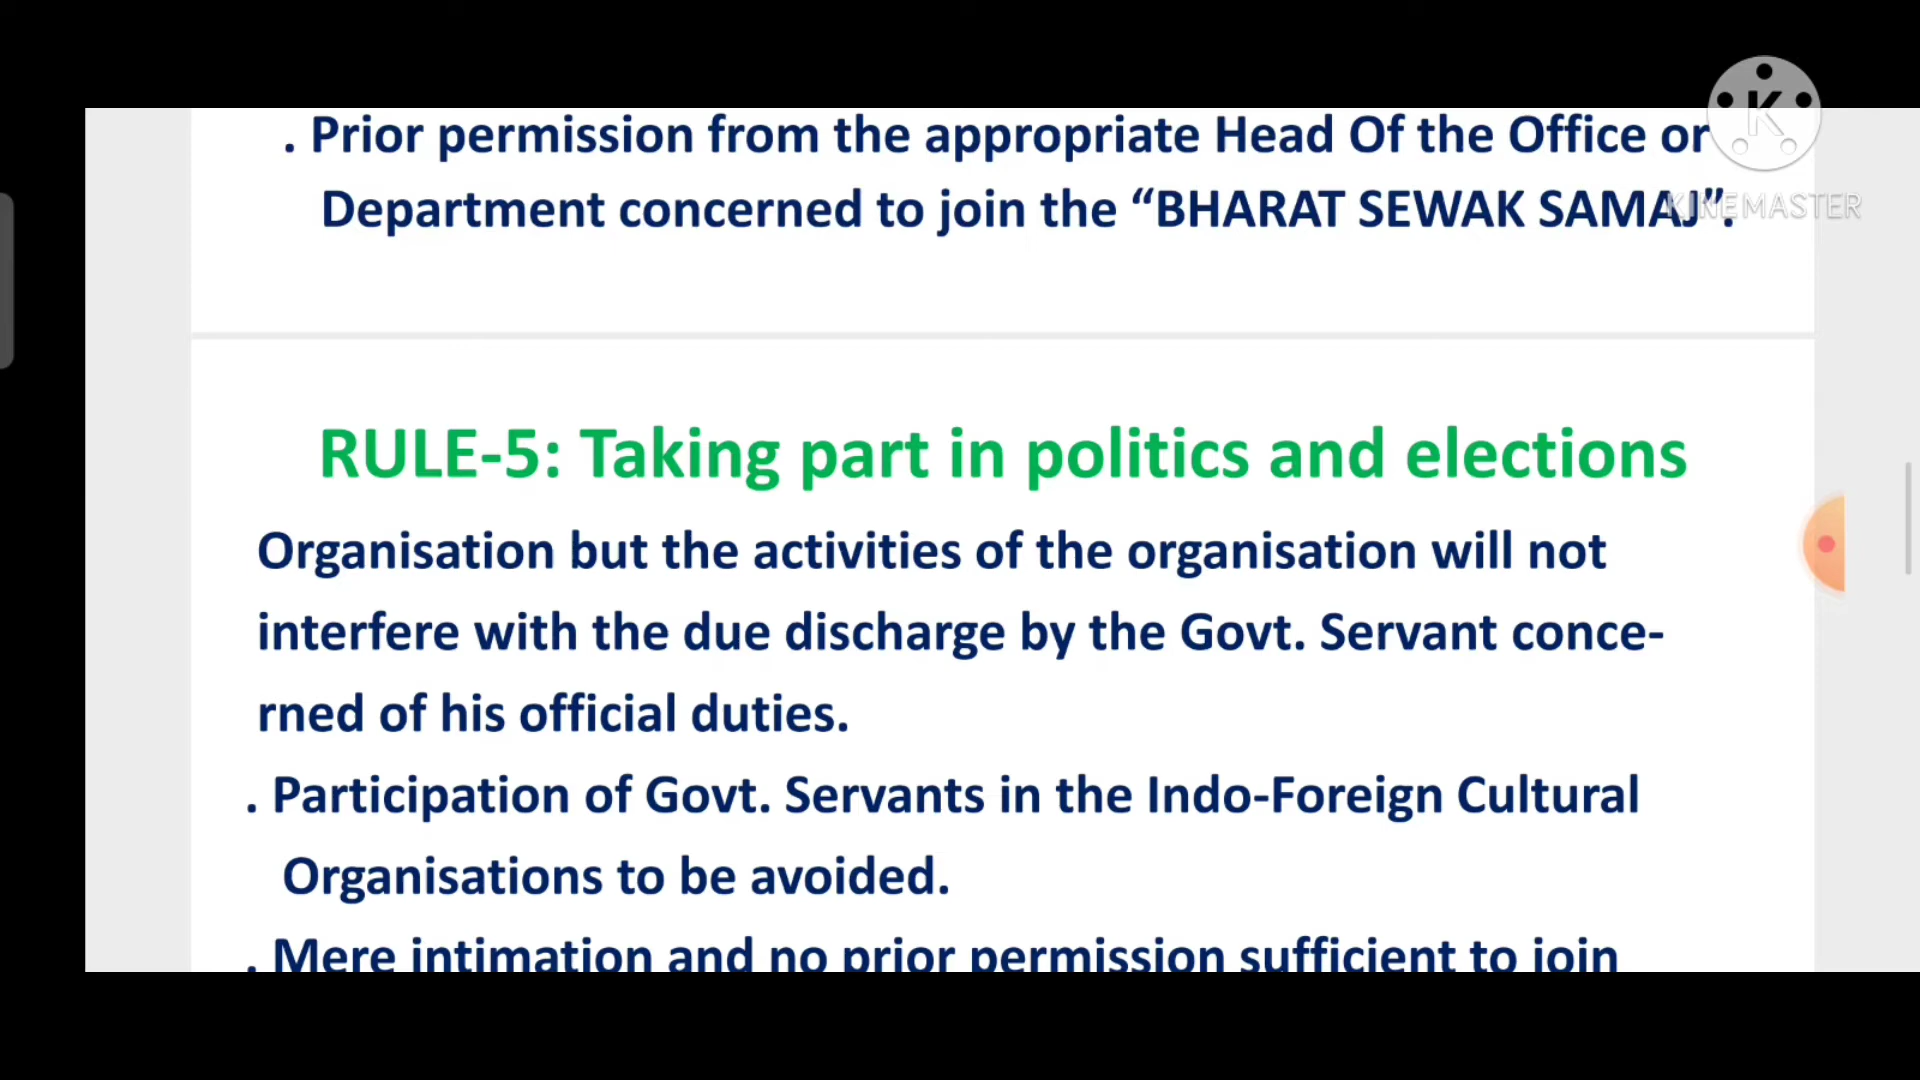 . Prior permission from the appropriate Head Of the Office or
Department concerned to join the “BHARAT SEWAK SAMAJ”.
K
KINEMASTER
RULE-5: Taking part in politics and elections
Organisation but the activities of the organisation will not
interfere with the due discharge by the Govt. Servant conce-
rned of his official duties.
. Participation of Govt. Servants in the Indo-Foreign Cultural
Organisations to be avoided.
. Mere intimation and no prior permission sufficient to join